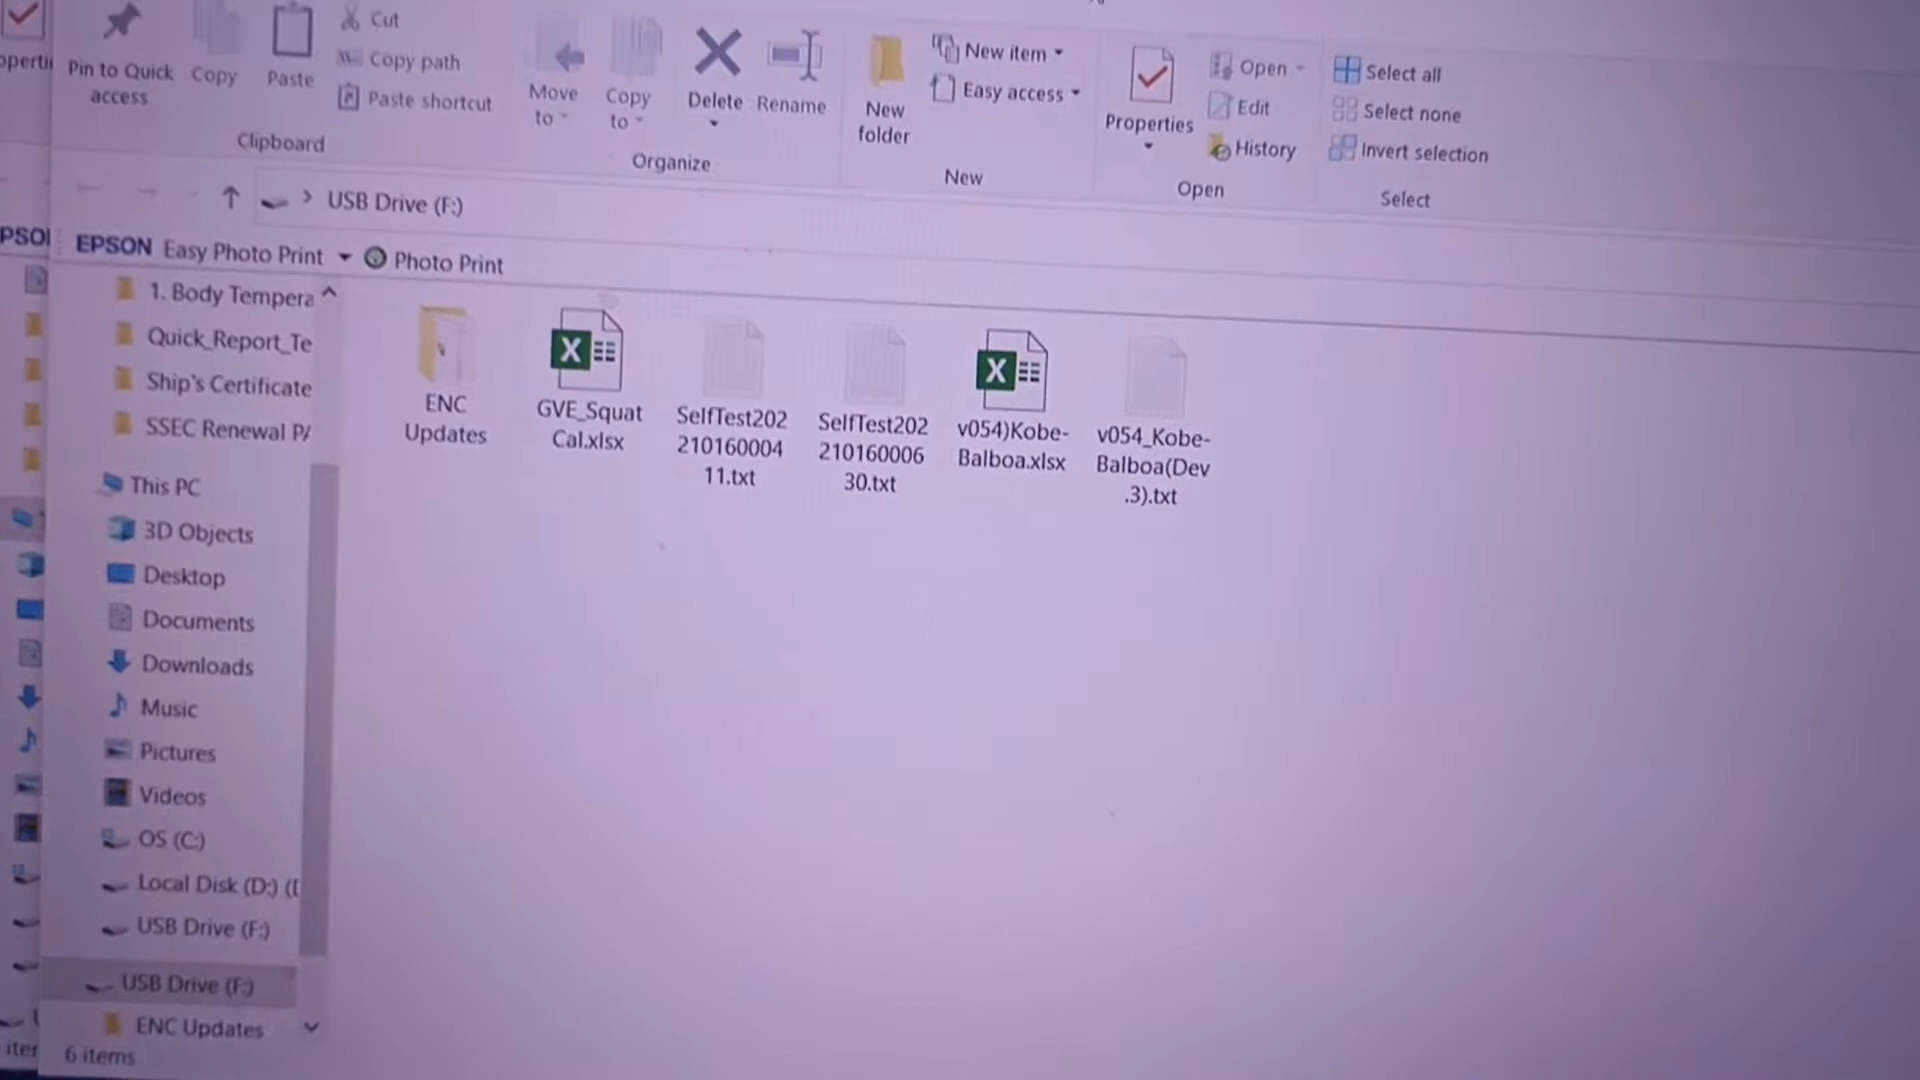 Cut
Copy path
Paste shortcut
Pin to Quick
access
Copy
Paste
Clipboard
Move
to
Copy
to
Delete
Rename
Organize
New
folder
New item
Easy access
New
Properties
Open
Edit
History
Open
Select all
Select none
Invert selection
Select
USB Drive (F:)
EPSON Easy Photo Print
Photo Print
1. Body Tempera
Quick_Report_Te
Ship's Certificate
SSEC Renewal
This PC
3D Objects
Desktop
Documents
Downloads
Music
Pictures
Videos
OS (C:)
Local Disk (D:)
USB Drive (F:)
USB Drive (F:)
ENC Updates
6 items
ENC
Updates
GVE_Squat
Cal.xlsx
SelfTest202
210160004
11.txt
SelfTest202
210160006
30.txt
v054)Kobe-
Balboa.xlsx
v054_Kobe-
Balboa(Dev
.3).txt